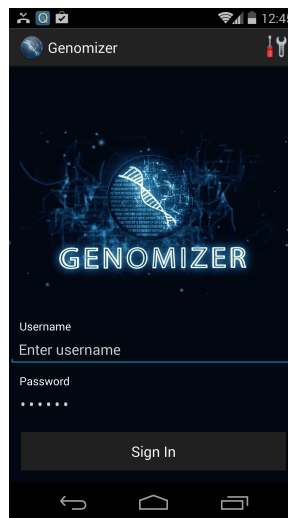 12:45
Genomizer
GENOMIZER
Username
Enter username
Password
••••••
Sign In